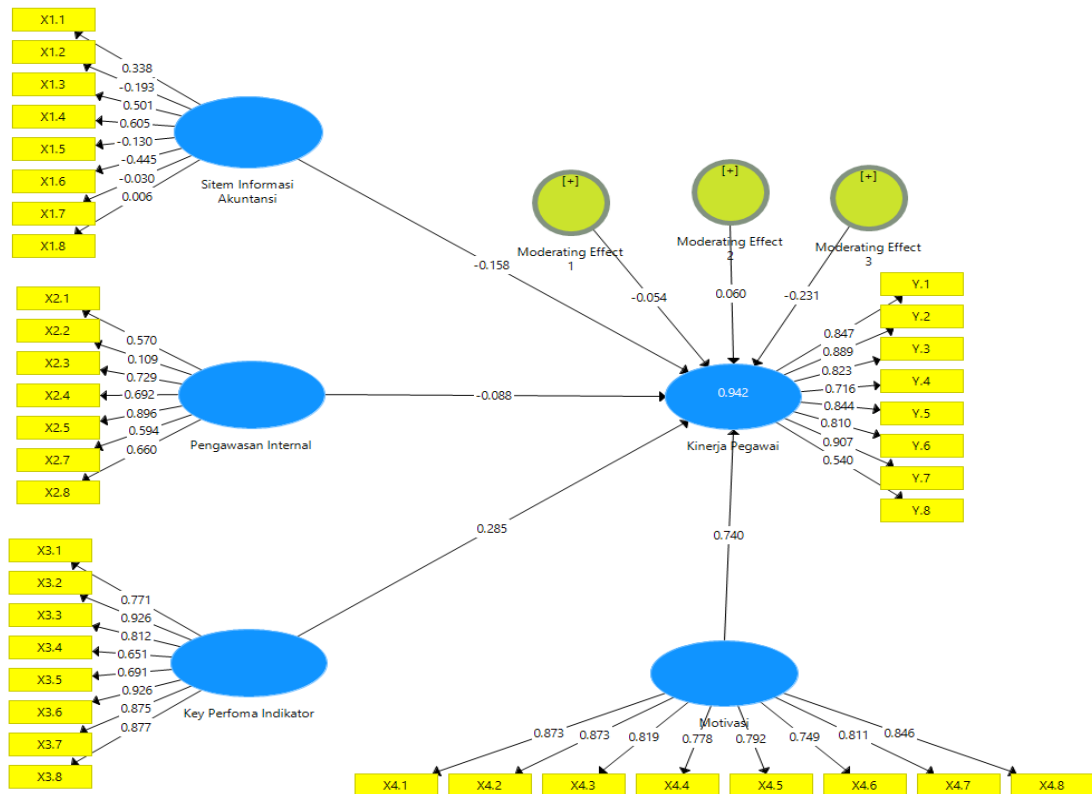 X1.1
X1.2
X1.3
X1.4
X1.5
X1.6
X1.7
X1.8
0.338
-0.193
0.501
0.605
-0.130
-0.445
-0.030
0.006
Sitem Informasi
Akuntansi
-0.158
[+]
Moderating Effect
1
[+]
Moderating Effect
2
[+]
Moderating Effect
3
-0.054
0.060
-0.231
X2.1
X2.2
X2.3
X2.4
X2.5
X2.7
X2.8
0.570
0.109
0.729
0.692
0.896
0.594
0.660
Pengawasan Internal
-0.088
0.942
Kinerja Pegawai
0.847
0.889
0.823
0.716
0.844
0.810
0.907
0.540
Y.1
Y.2
Y.3
Y.4
Y.5
Y.6
Y.7
Y.8
X3.1
X3.2
X3.3
X3.4
X3.5
X3.6
X3.7
X3.8
0.771
0.926
0.812
0.651
0.691
0.926
0.875
0.877
Key Perfoma Indikator
0.285
0.740
Motivasi
0.873
0.873
0.819
0.778
0.792
0.749
0.811
0.846
X4.1
X4.2
X4.3
X4.4
X4.5
X4.6
X4.7
X4.8